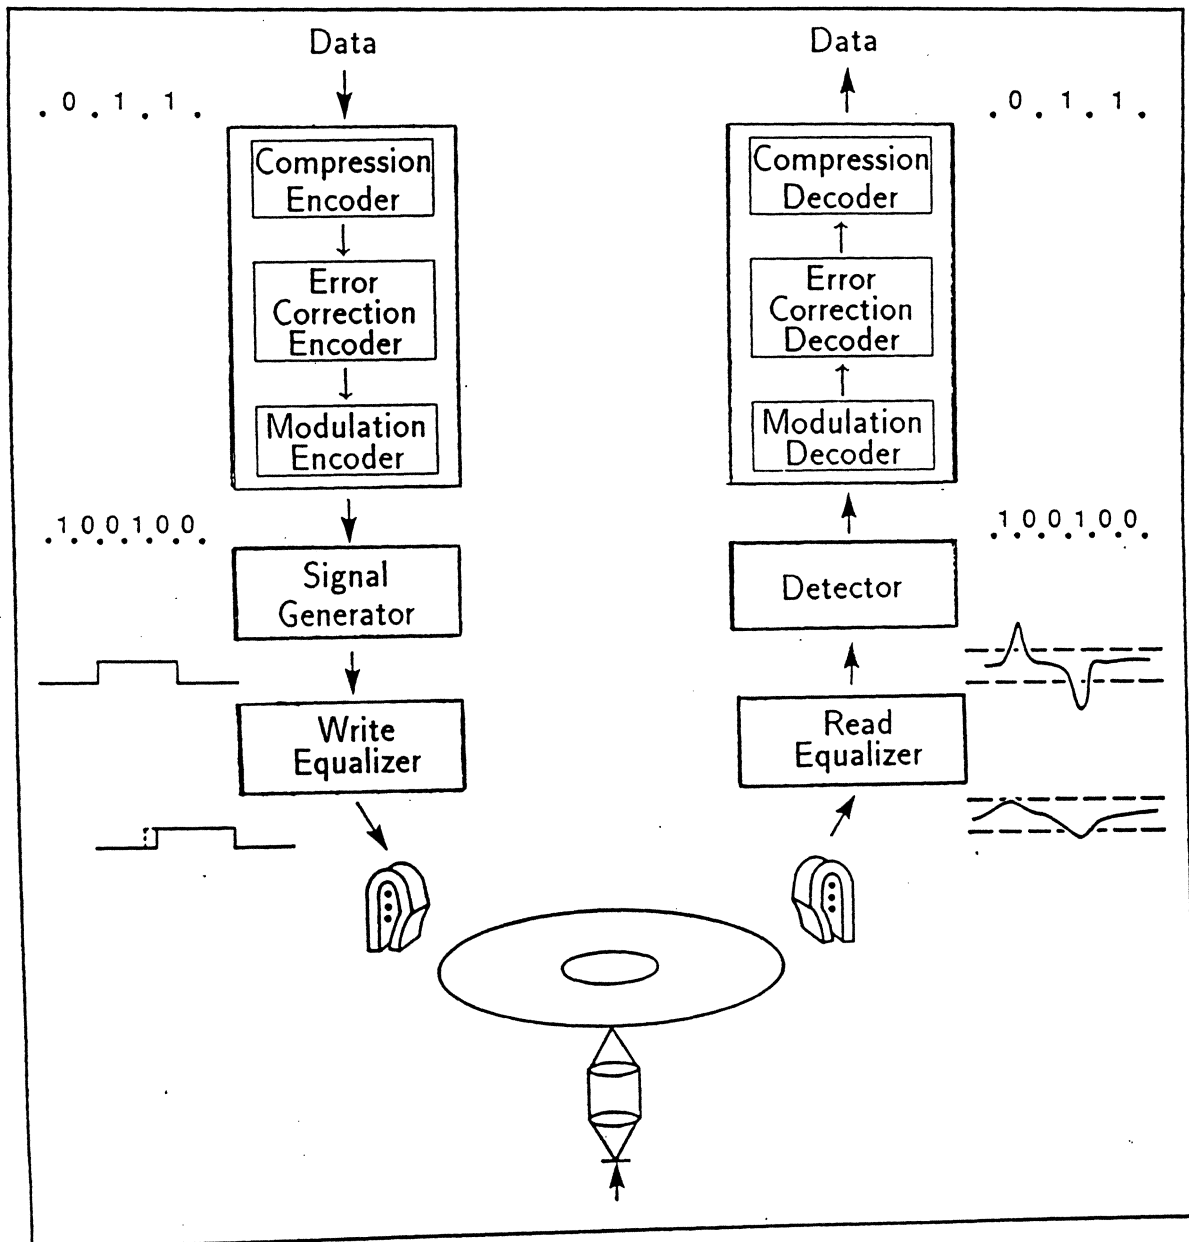 Data
. 0 . 1 . 1 .
Compression
Encoder
Error
Correction
Encoder
Modulation
Encoder
.1.0.0.1.0.0.
Signal
Generator
Write
Equalizer
Data
. 0 . 1 . 1 .
Compression
Decoder
Error
Correction
Decoder
Modulation
Decoder
.1.0.0.1.0.0.
Detector
Read
Equalizer